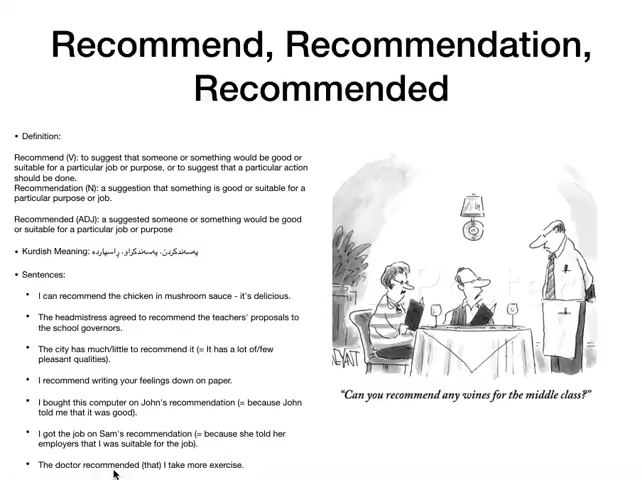 Recommend, Recommendation,
Recommended
• Definition:
Recommend (V): to suggest that someone or something would be good or
suitable for a particular job or purpose, or to suggest that a particular action
should be done.
Recommendation (N): a suggestion that something is good or suitable for a
particular purpose or job.
Recommended (ADJ): a suggested someone or something would be good
or suitable for a particular job or purpose
• Kurdish Meaning: پەسەندکردن، پەسەندکراو، ڕاسپاردە
• Sentences:
• I can recommend the chicken in mushroom sauce - it's delicious.
• The headmistress agreed to recommend the teachers' proposals to
the school governors.
• The city has much/little to recommend it (= It has a lot of/few
pleasant qualities).
• I recommend writing your feelings down on paper.
• I bought this computer on John's recommendation (= because John
told me that it was good).
• I got the job on Sam's recommendation (= because she told her
employers that I was suitable for the job).
• The doctor recommended (that) I take more exercise.
“Can you recommend any wines for the middle class?”